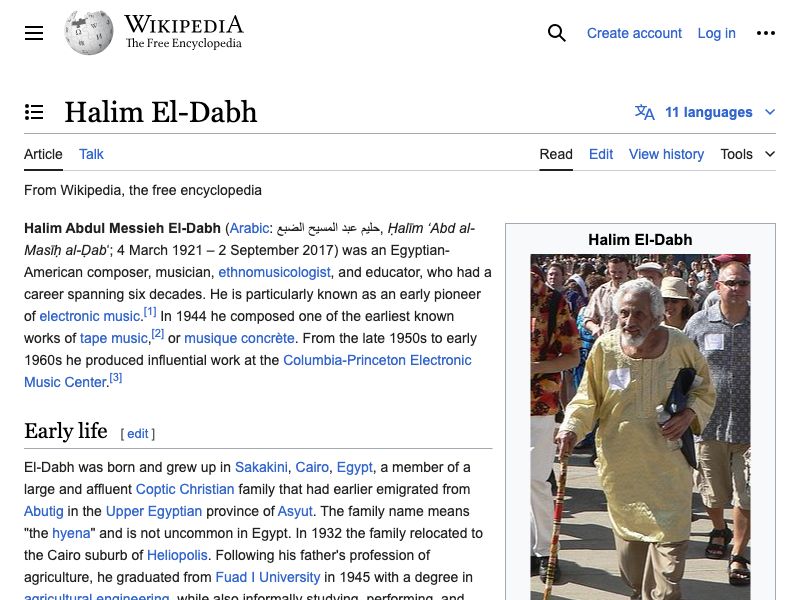 WIKIPEDIA
The Free Encyclopedia
Create account
Log in
Halim El-Dabh
11 languages
Article
Talk
Read
Edit
View history
Tools
From Wikipedia, the free encyclopedia
Halim Abdul Messieh El-Dabh (Arabic: حليم عبد المسيح الضبع, Ḥalīm ʻAbd al-
Masīḥ al-Ḍabʻ; 4 March 1921 – 2 September 2017) was an Egyptian-
American composer, musician, ethnomusicologist, and educator, who had a
career spanning six decades. He is particularly known as an early pioneer
of electronic music.[1] In 1944 he composed one of the earliest known
works of tape music,[2] or musique concrète. From the late 1950s to early
1960s he produced influential work at the Columbia-Princeton Electronic
Music Center.[3]
Halim El-Dabh
Early life
[ edit ]
El-Dabh was born and grew up in Sakakini, Cairo, Egypt, a member of a
large and affluent Coptic Christian family that had earlier emigrated from
Abutig in the Upper Egyptian province of Asyut. The family name means
"the hyena" and is not uncommon in Egypt. In 1932 the family relocated to
the Cairo suburb of Heliopolis. Following his father's profession of
agriculture, he graduated from Fuad I University in 1945 with a degree in
agricultural engineering, while also informally studying, performing, and